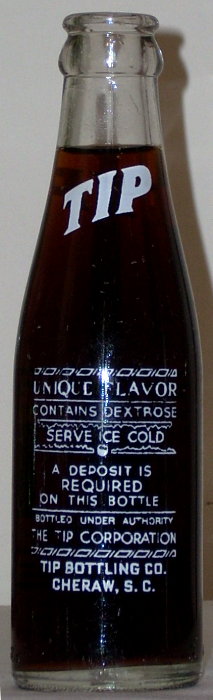 TIP
UNIQUE FLAVOR
CONTAINS DEXTROSE
SERVE ICE COLD
A DEPOSIT IS
REQUIRED
ON THIS BOTTLE
BOTTLED UNDER AUTHORITY
THE TIP CORPORATION
TIP BOTTLING CO.
CHERAW, S. C.